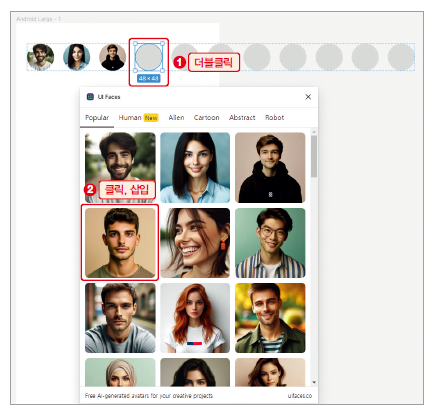 Android Large - 1
1 더블클릭
48 × 48
UI Faces
Popular Human New Alien Cartoon Abstract Robot
2 클릭, 삽입
Free AI-generated avatars for your creative projects
uifaces.co